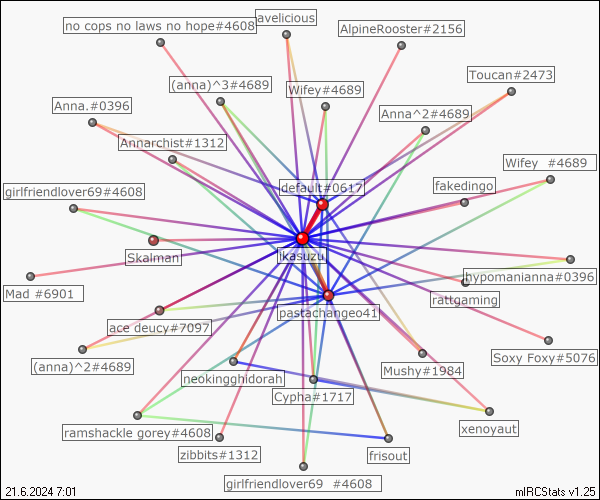 no cops no laws no hope#4608
avelicious
AlpineRooster#2156
Toucan#2473
(anna)^3#4689
Wifey#4689
Anna.#0396
Anna^2#4689
Annarchist#1312
Wifey #4689
default#0617
fakedingo
girlfriendlover69#4608
Skalman
ikasuzu
hypomanianna#0396
Mad #6901
rattgaming
pastachangeo41
ace deucy#7097
Soxy Foxy#5076
(anna)^2#4689
Mushy#1984
neokingghidorah
Cypha#1717
xenoyaut
ramshackle gorey#4608
zibbits#1312
frisout
girlfriendlover69 #4608
21.6.2024 7:01
mIRCStats v1.25